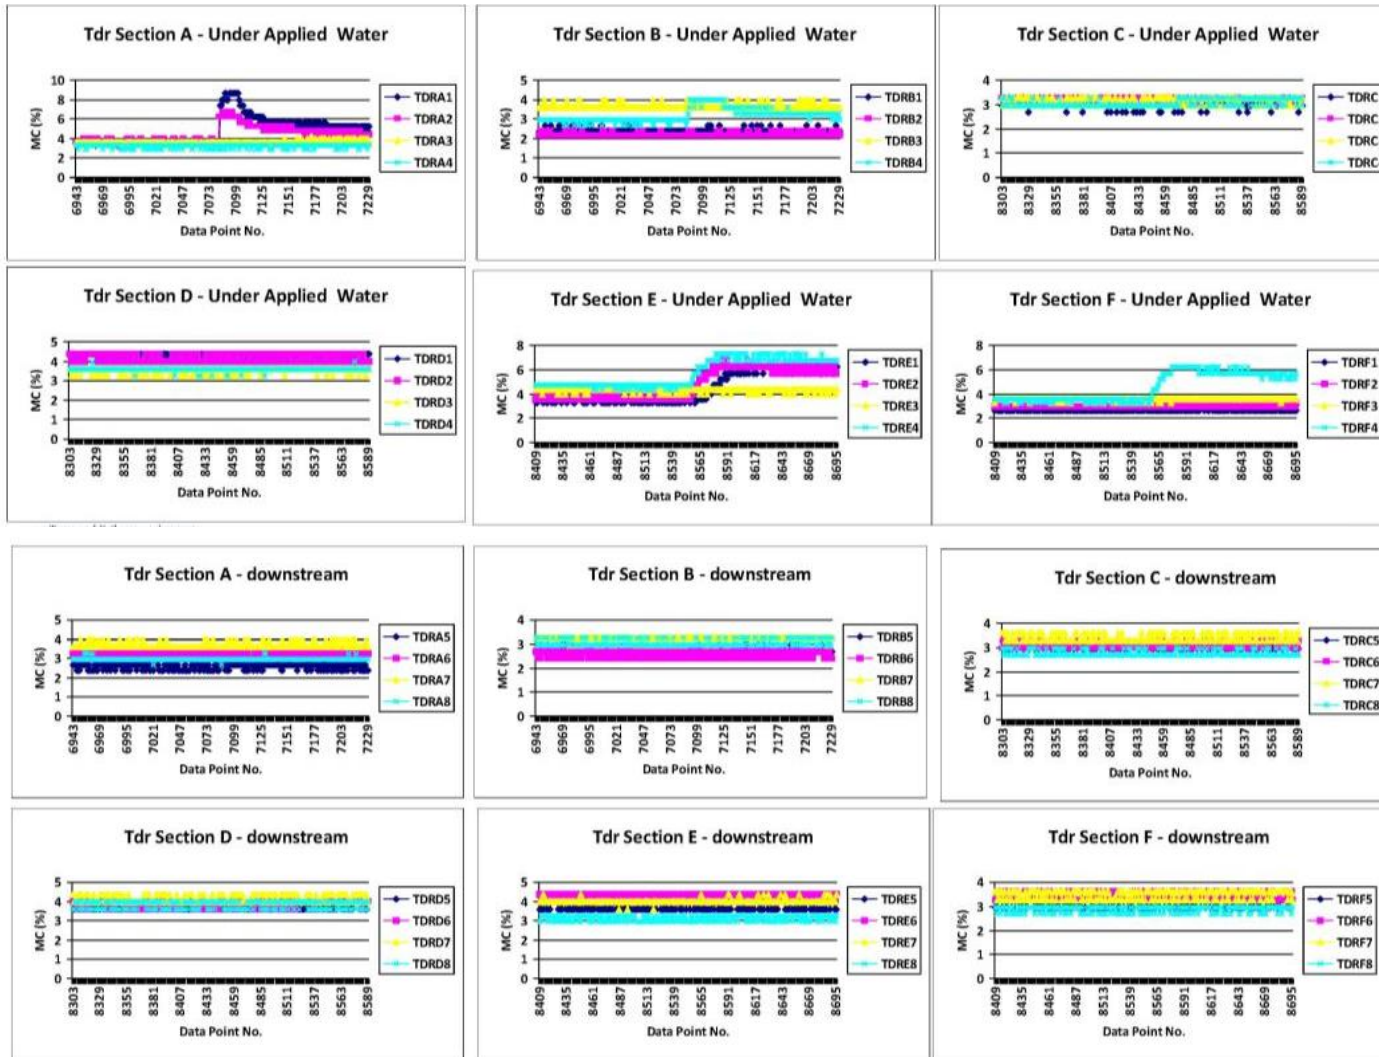 Tdr Section A - Under Applied Water
MC (%)
10
8
6
4
2
0
6943 6969 6995 7021 7047 7073 7099 7125 7151 7177 7203 7229
Data Point No.
TDRA1
TDRA2
TDRA3
TDRA4
Tdr Section B - Under Applied Water
MC (%)
5
4
3
2
1
0
6943 6969 6995 7021 7047 7073 7099 7125 7151 7177 7203 7229
Data Point No.
TDRB1
TDRB2
TDRB3
TDRB4
Tdr Section C - Under Applied Water
MC (%)
4
3
2
1
0
8303 8329 8355 8381 8407 8433 8459 8485 8511 8537 8563 8589
Data Point No.
TDRC
TDRC
TDRC
TDRC
Tdr Section D - Under Applied Water
MC (%)
5
4
3
2
1
0
8303 8329 8355 8381 8407 8433 8459 8485 8511 8537 8563 8589
Data Point No.
TDRD1
TDRD2
TDRD3
TDRD4
Tdr Section E - Under Applied Water
MC (%)
8
6
4
2
0
8409 8435 8461 8487 8513 8539 8565 8591 8617 8643 8669 8695
Data Point No.
TDRE1
TDRE2
TDRE3
TDRE4
Tdr Section F - Under Applied Water
MC (%)
8
6
4
2
0
8409 8435 8461 8487 8513 8539 8565 8591 8617 8643 8669 8695
Data Point No.
TDRF1
TDRF2
TDRF3
TDRF4
Tdr Section A - downstream
MC (%)
5
4
3
2
1
0
6943 6969 6995 7021 7047 7073 7099 7125 7151 7177 7203 7229
Data Point No.
TDRA5
TDRA6
TDRA7
TDRA8
Tdr Section B - downstream
MC (%)
4
3
2
1
0
6943 6969 6995 7021 7047 7073 7099 7125 7151 7177 7203 7229
Data Point No.
TDRB5
TDRB6
TDRB7
TDRB8
Tdr Section C - downstream
MC (%)
4
3
2
1
0
8303 8329 8355 8381 8407 8433 8459 8485 8511 8537 8563 8589
Data Point No.
TDRC5
TDRC6
TDRC7
TDRC8
Tdr Section D - downstream
MC (%)
5
4
3
2
1
0
8303 8329 8355 8381 8407 8433 8459 8485 8511 8537 8563 8589
Data Point No.
TDRD5
TDRD6
TDRD7
TDRD8
Tdr Section E - downstream
MC (%)
5
4
3
2
1
0
8409 8435 8461 8487 8513 8539 8565 8591 8617 8643 8669 8695
Data Point No.
TDRE5
TDRE6
TDRE7
TDRE8
Tdr Section F - downstream
MC (%)
4
3
2
1
0
8409 8435 8461 8487 8513 8539 8565 8591 8617 8643 8669 8695
Data Point No.
TDRF5
TDRF6
TDRF7
TDRF8